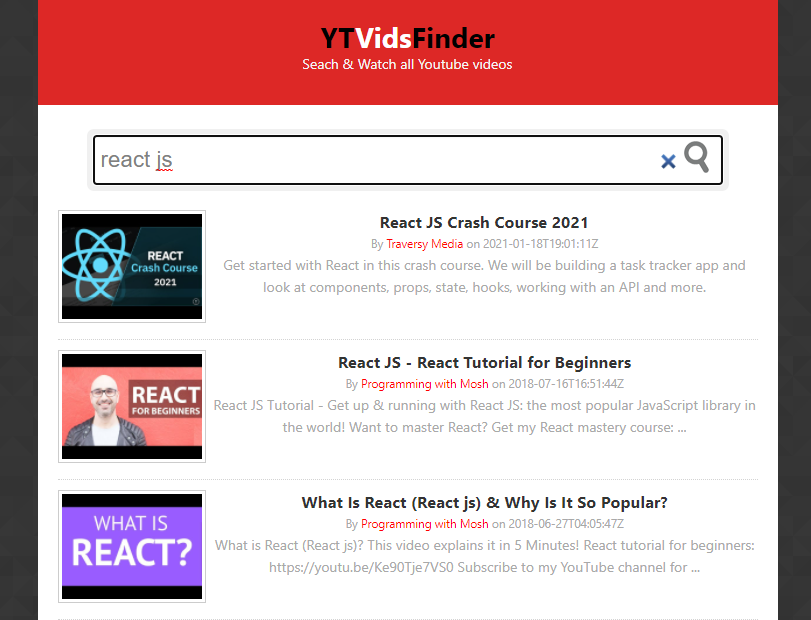 YTVidsFinder
Seach & Watch all Youtube videos
react js
REACT
Crash Course
2021
React JS Crash Course 2021
By Traversy Media on 2021-01-18T19:01:11Z
Get started with React in this crash course. We will be building a task tracker app and
look at components, props, state, hooks, working with an API and more.
REACT
FOR BEGINNERS
React JS - React Tutorial for Beginners
By Programming with Mosh on 2018-07-16T16:51:44Z
React JS Tutorial - Get up & running with React JS: the most popular JavaScript library in
the world! Want to master React? Get my React mastery course: ...
WHAT IS
REACT?
What Is React (React js) & Why Is It So Popular?
By Programming with Mosh on 2018-06-27T04:05:47Z
What is React (React js)? This video explains it in 5 Minutes! React tutorial for beginners:
https://youtu.be/Ke90Tje7VS0 Subscribe to my YouTube channel for ...